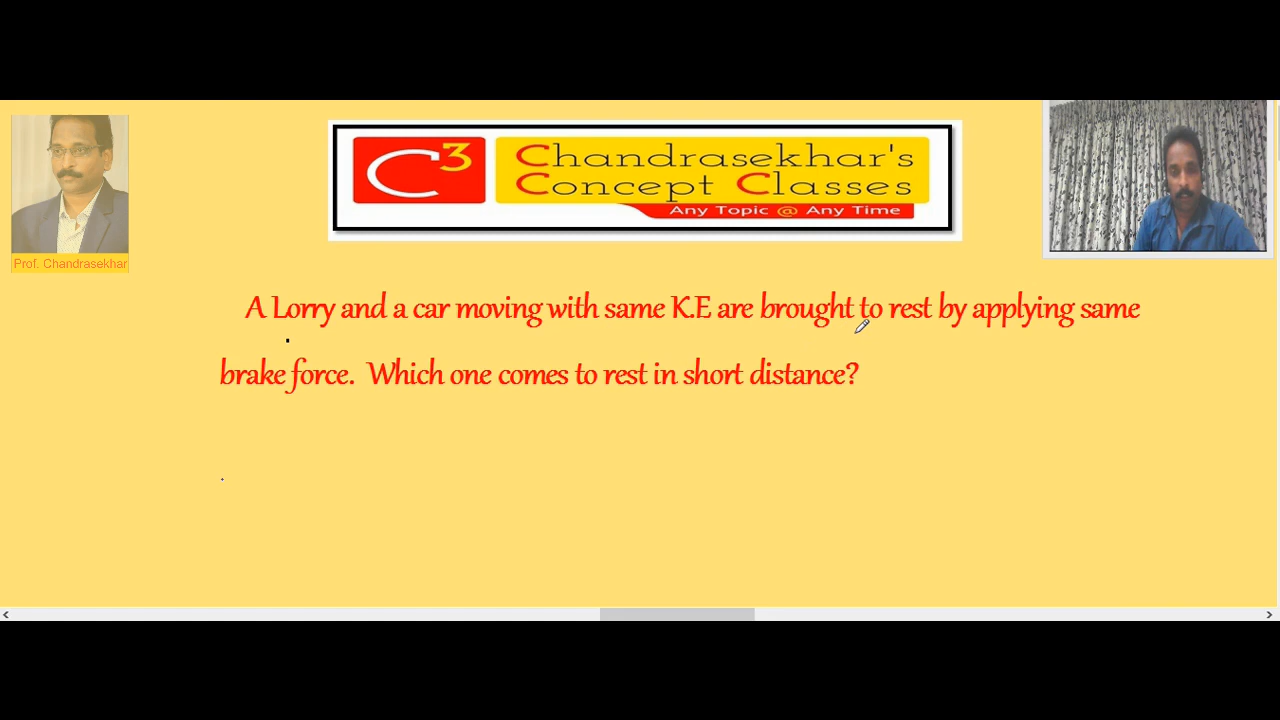 C3 Chandrasekhar's
Concept Classes
Any Topic @ Any Time
Prof. Chandrasekhar
A Lorry and a car moving with same K.E are brought to rest by applying same
brake force. Which one comes to rest in short distance?